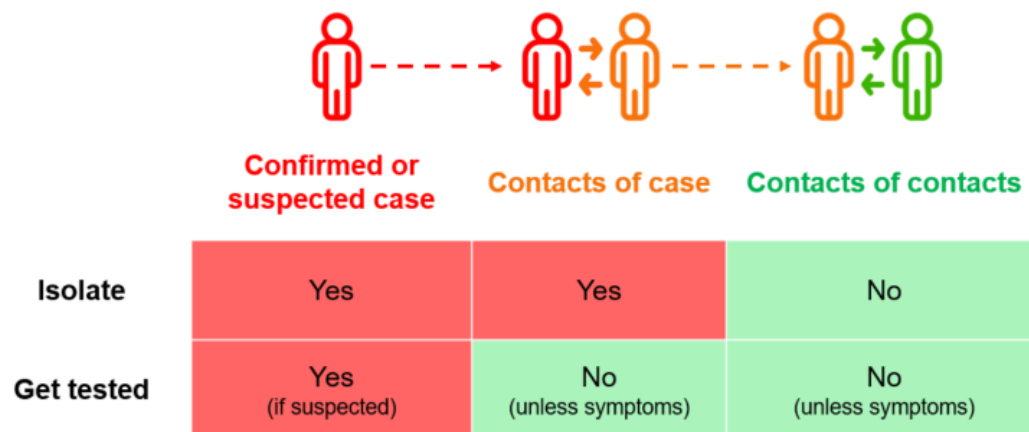 Confirmed or
suspected case
Contacts of case
Contacts of contacts
Isolate
Yes
Yes
No
Get tested
Yes
(if suspected)
No
(unless symptoms)
No
(unless symptoms)